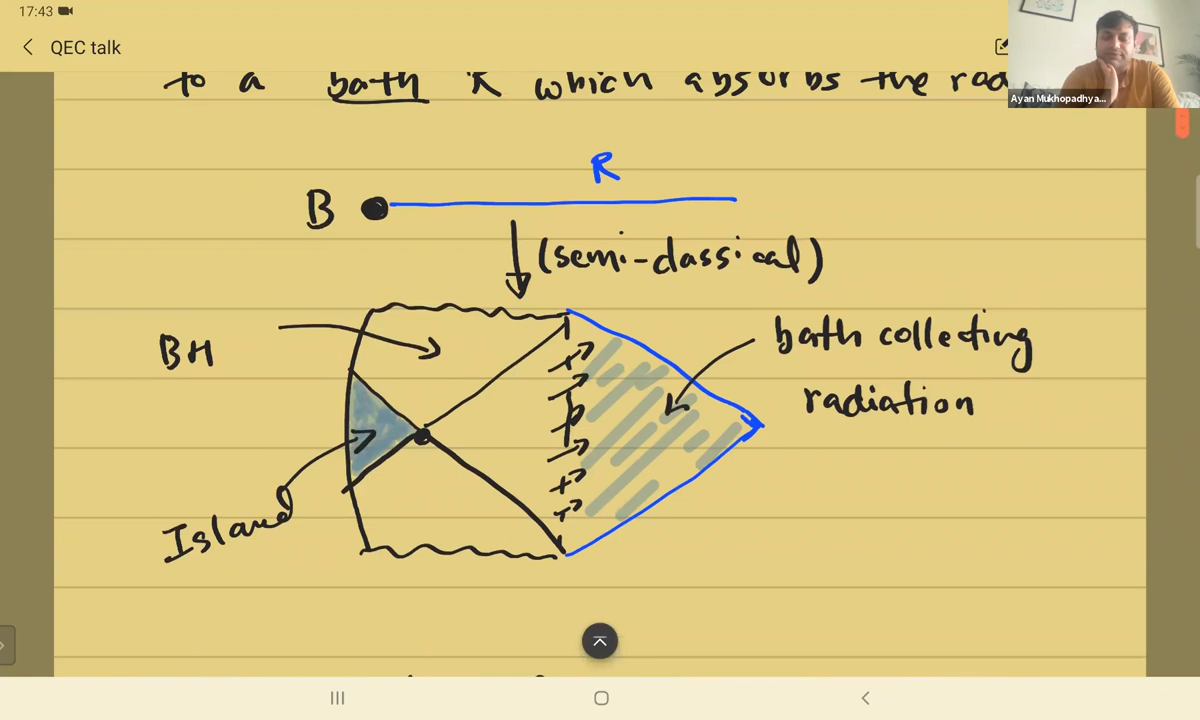 17:43
QEC talk
to a bath R which absorbs the rad
Ayan Mukhopadhya...
R
B
(semi-classical)
BH
bath collecting
radiation
Island